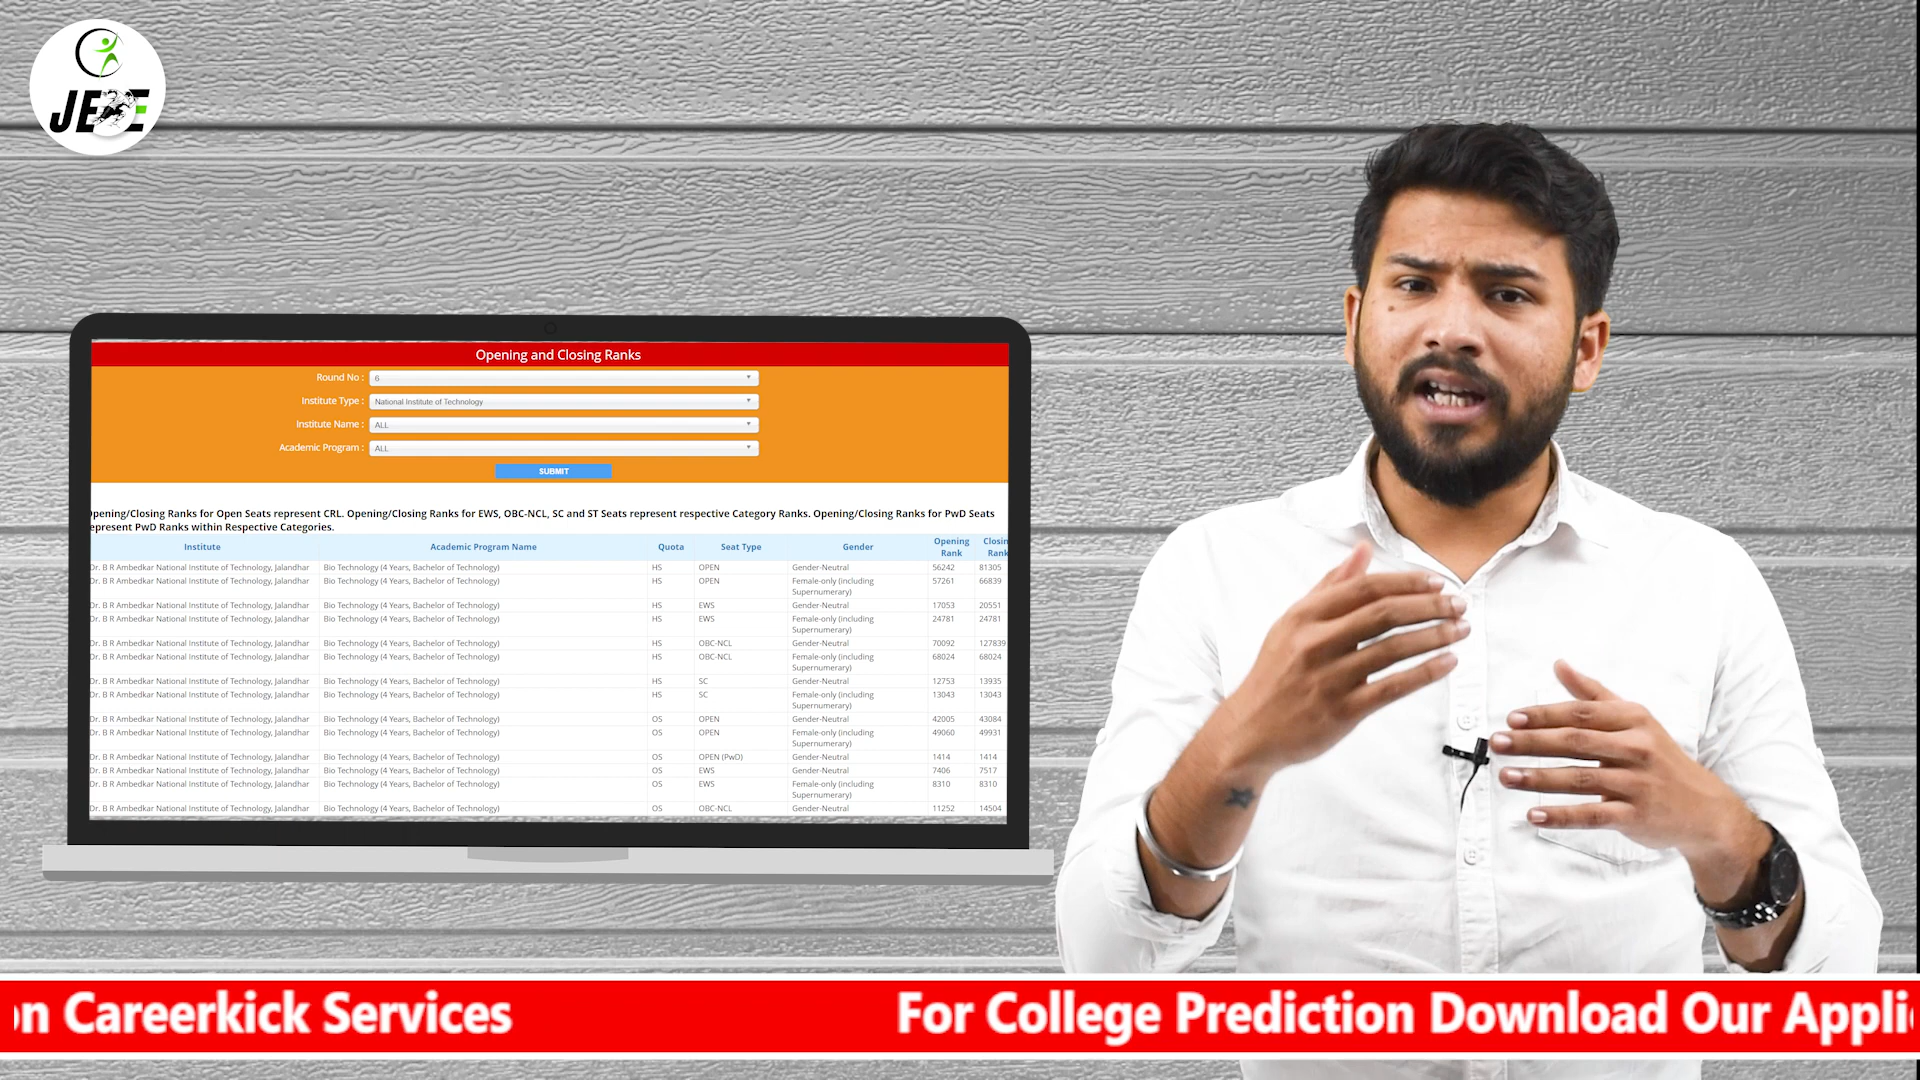 JEE
Opening and Closing Ranks
Round No : 6
Institute Type : National Institute of Technology
Institute Name : ALL
Academic Program : ALL
SUBMIT
Opening/Closing Ranks for Open Seats represent CRL. Opening/Closing Ranks for EWS, OBC-NCL, SC and ST Seats represent respective Category Ranks. Opening/Closing Ranks for PwD Seats
epresent PwD Ranks within Respective Categories.
Institute Academic Program Name Quota Seat Type Gender Opening Rank Closin Rank
Dr. B R Ambedkar National Institute of Technology, Jalandhar Bio Technology (4 Years, Bachelor of Technology) HS OPEN Gender-Neutral 56242 81305
Dr. B R Ambedkar National Institute of Technology, Jalandhar Bio Technology (4 Years, Bachelor of Technology) HS OPEN Female-only (including Supernumerary) 57261 66839
Dr. B R Ambedkar National Institute of Technology, Jalandhar Bio Technology (4 Years, Bachelor of Technology) HS EWS Gender-Neutral 17053 20551
Dr. B R Ambedkar National Institute of Technology, Jalandhar Bio Technology (4 Years, Bachelor of Technology) HS EWS Female-only (including Supernumerary) 24781 24781
Dr. B R Ambedkar National Institute of Technology, Jalandhar Bio Technology (4 Years, Bachelor of Technology) HS OBC-NCL Gender-Neutral 70092 127839
Dr. B R Ambedkar National Institute of Technology, Jalandhar Bio Technology (4 Years, Bachelor of Technology) HS OBC-NCL Female-only (including Supernumerary) 68024 68024
Dr. B R Ambedkar National Institute of Technology, Jalandhar Bio Technology (4 Years, Bachelor of Technology) HS SC Gender-Neutral 12753 13935
Dr. B R Ambedkar National Institute of Technology, Jalandhar Bio Technology (4 Years, Bachelor of Technology) HS SC Female-only (including Supernumerary) 13043 13043
Dr. B R Ambedkar National Institute of Technology, Jalandhar Bio Technology (4 Years, Bachelor of Technology) OS OPEN Gender-Neutral 42005 43084
Dr. B R Ambedkar National Institute of Technology, Jalandhar Bio Technology (4 Years, Bachelor of Technology) OS OPEN Female-only (including Supernumerary) 49060 49931
Dr. B R Ambedkar National Institute of Technology, Jalandhar Bio Technology (4 Years, Bachelor of Technology) OS OPEN (PwD) Gender-Neutral 1414 1414
Dr. B R Ambedkar National Institute of Technology, Jalandhar Bio Technology (4 Years, Bachelor of Technology) OS EWS Gender-Neutral 7406 7517
Dr. B R Ambedkar National Institute of Technology, Jalandhar Bio Technology (4 Years, Bachelor of Technology) OS EWS Female-only (including Supernumerary) 8310 8310
Dr. B R Ambedkar National Institute of Technology, Jalandhar Bio Technology (4 Years, Bachelor of Technology) OS OBC-NCL Gender-Neutral 11252 14504
on Careerkick Services For College Prediction Download Our Appli